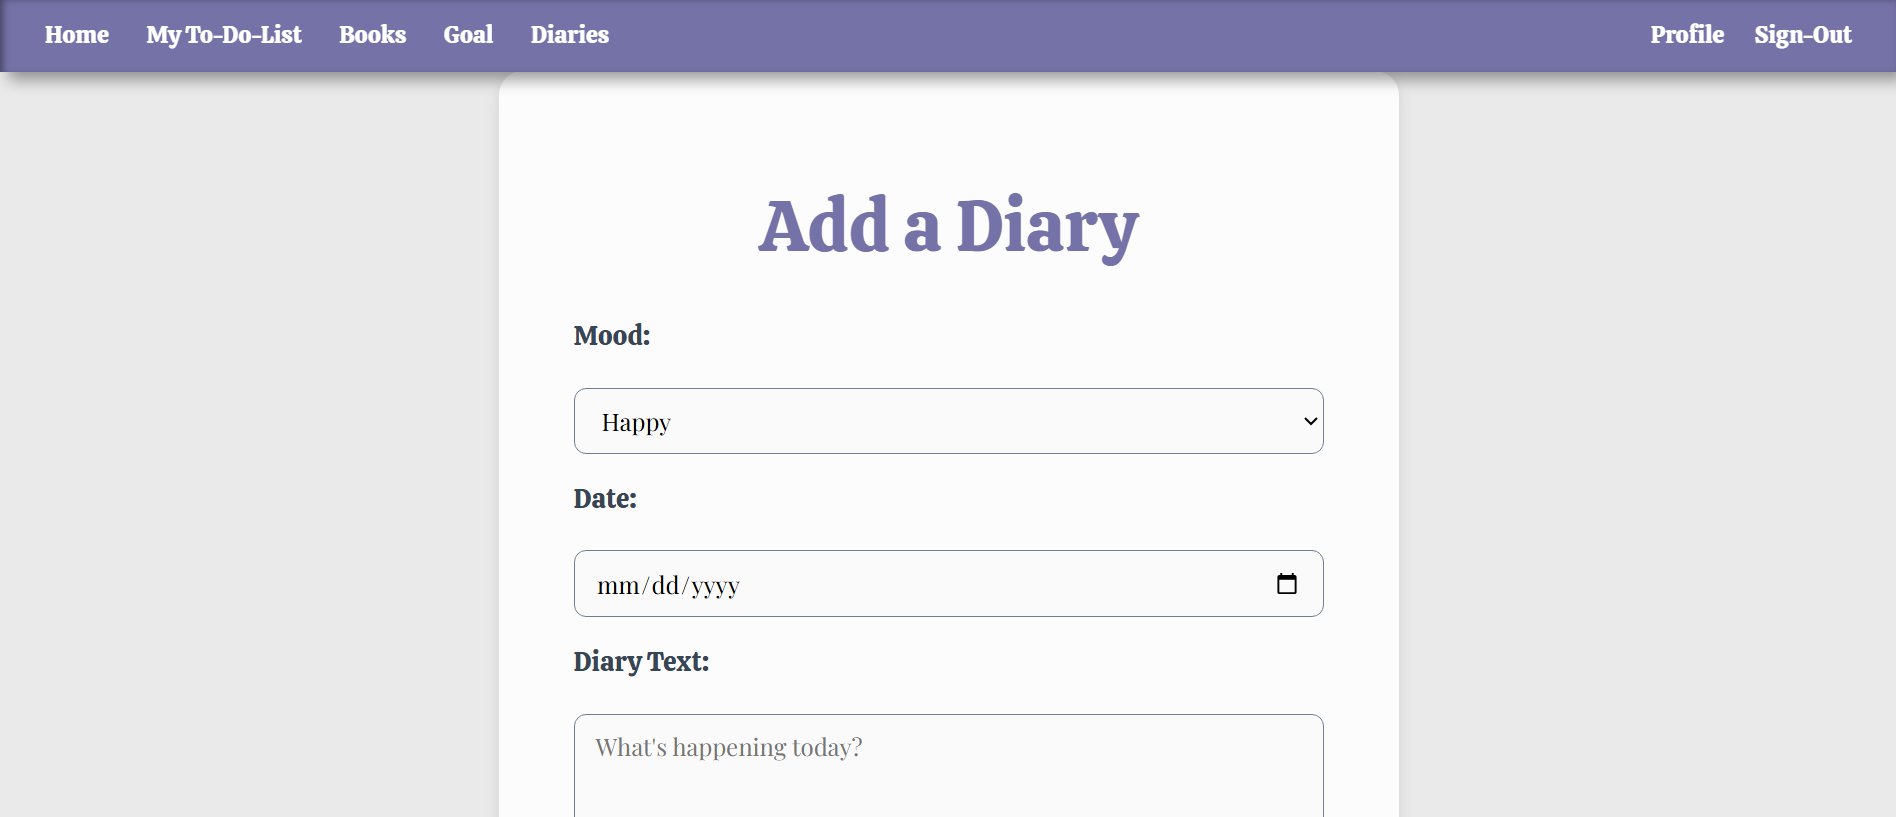 Home My To-Do-List Books Goal Diaries Profile Sign-Out
Add a Diary
Mood:
Happy
Date:
mm/dd/yyyy
Diary Text:
What's happening today?